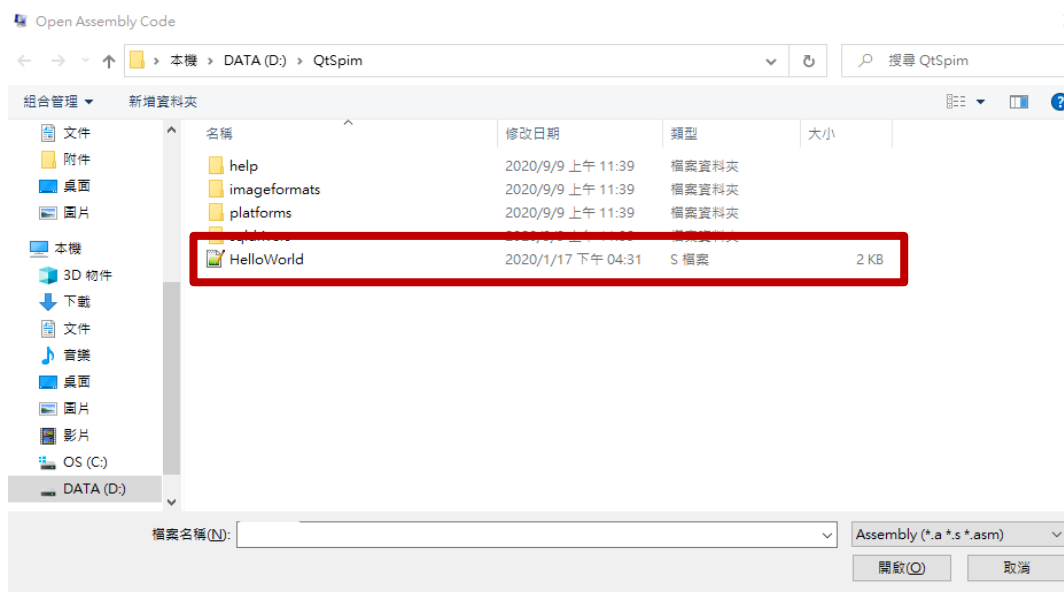 Open Assembly Code
本機 › DATA (D:) › QtSpim
搜尋 QtSpim
組合管理 新增資料夾
名稱 修改日期 類型 大小
文件
附件
桌面
圖片
本機
3D 物件
下載
文件
音樂
桌面
圖片
影片
OS (C:)
DATA (D:)
help 2020/9/9 上午 11:39 檔案資料夾
imageformats 2020/9/9 上午 11:39 檔案資料夾
platforms 2020/9/9 上午 11:39 檔案資料夾
HelloWorld 2020/1/17 下午 04:31 S 檔案 2 KB
檔案名稱(N):
Assembly (*.a *.s *.asm)
開啟(O) 取消